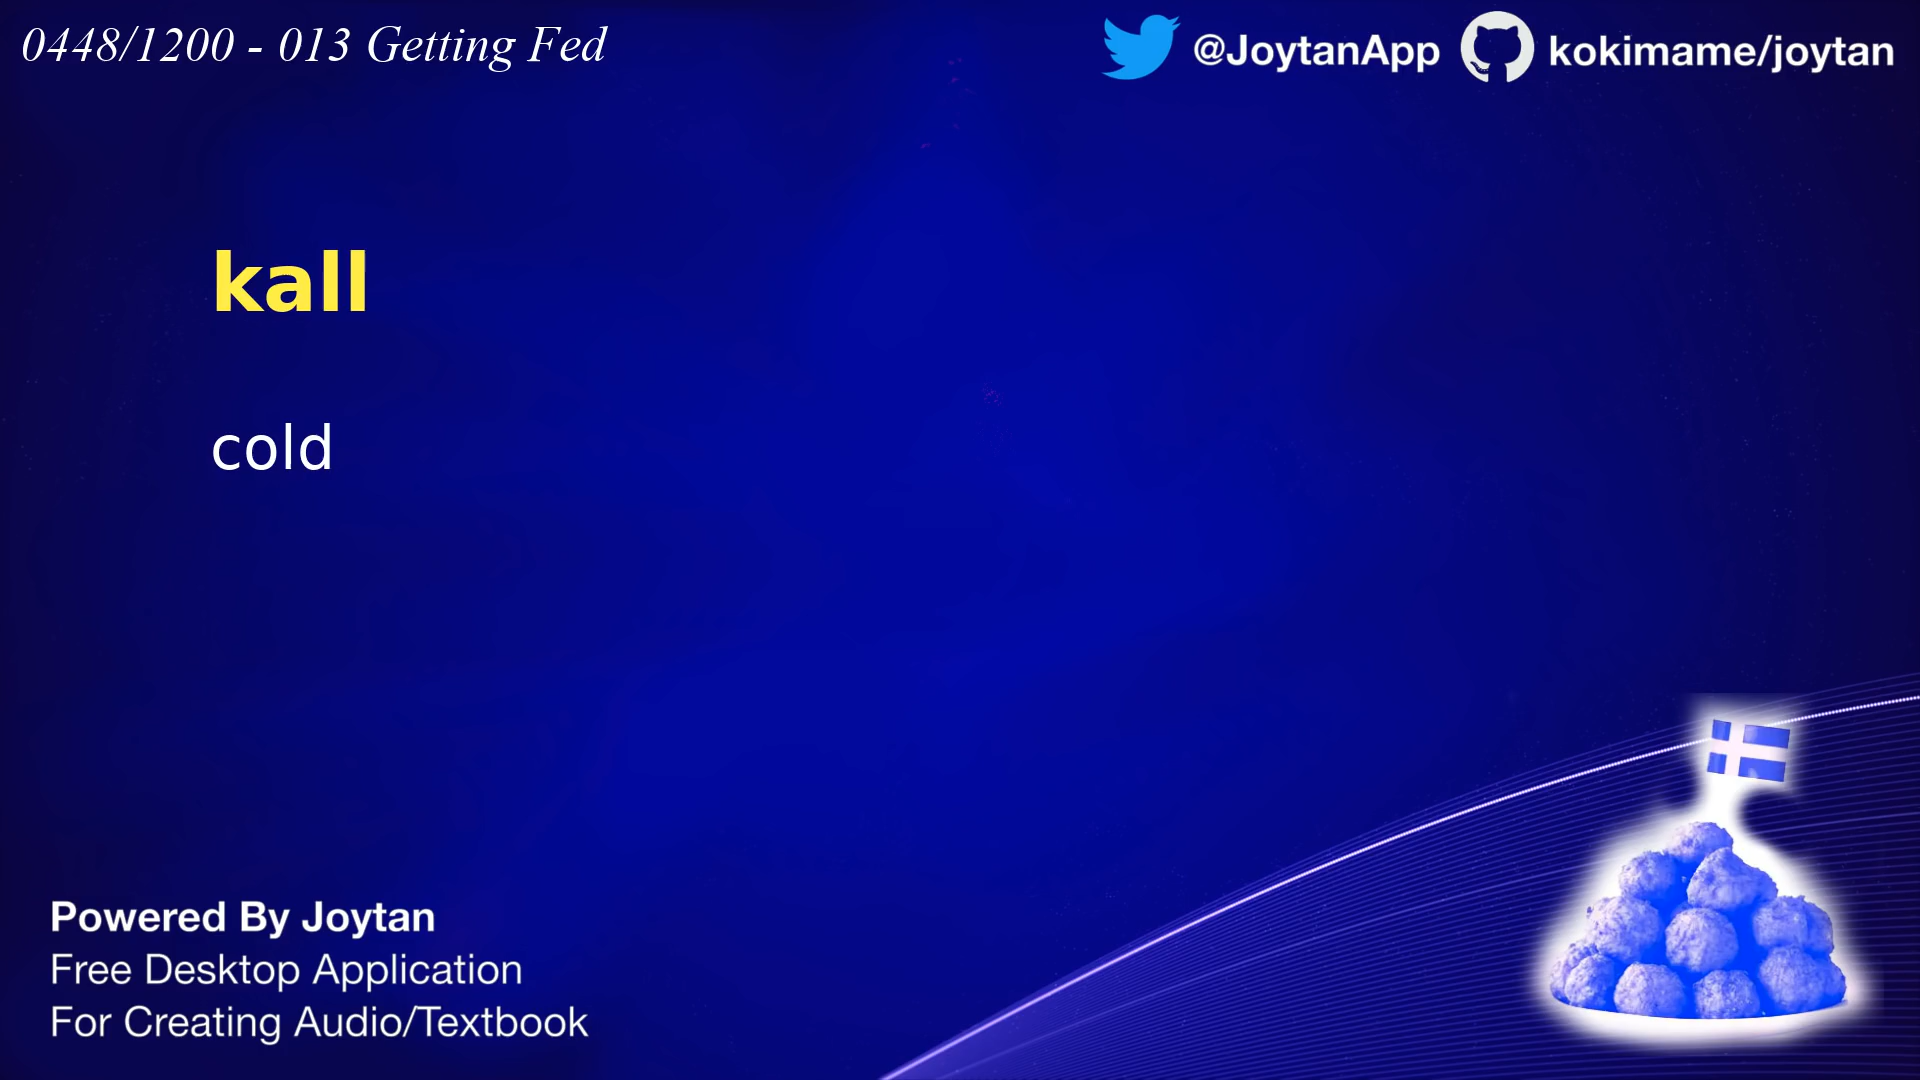 0448/1200 - 013 Getting Fed
@JoytanApp
kokimame/joytan
kall
cold
Powered By Joytan
Free Desktop Application
For Creating Audio/Textbook